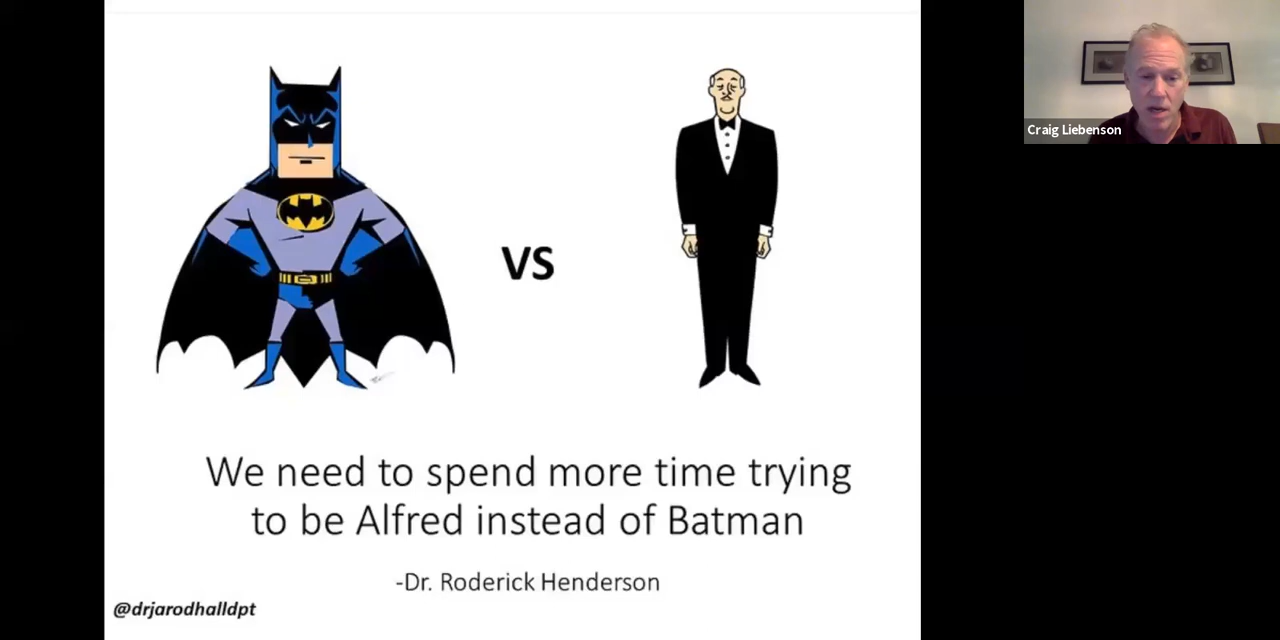 VS
We need to spend more time trying
to be Alfred instead of Batman
-Dr. Roderick Henderson
@drjarodhalldpt
Craig Liebenson